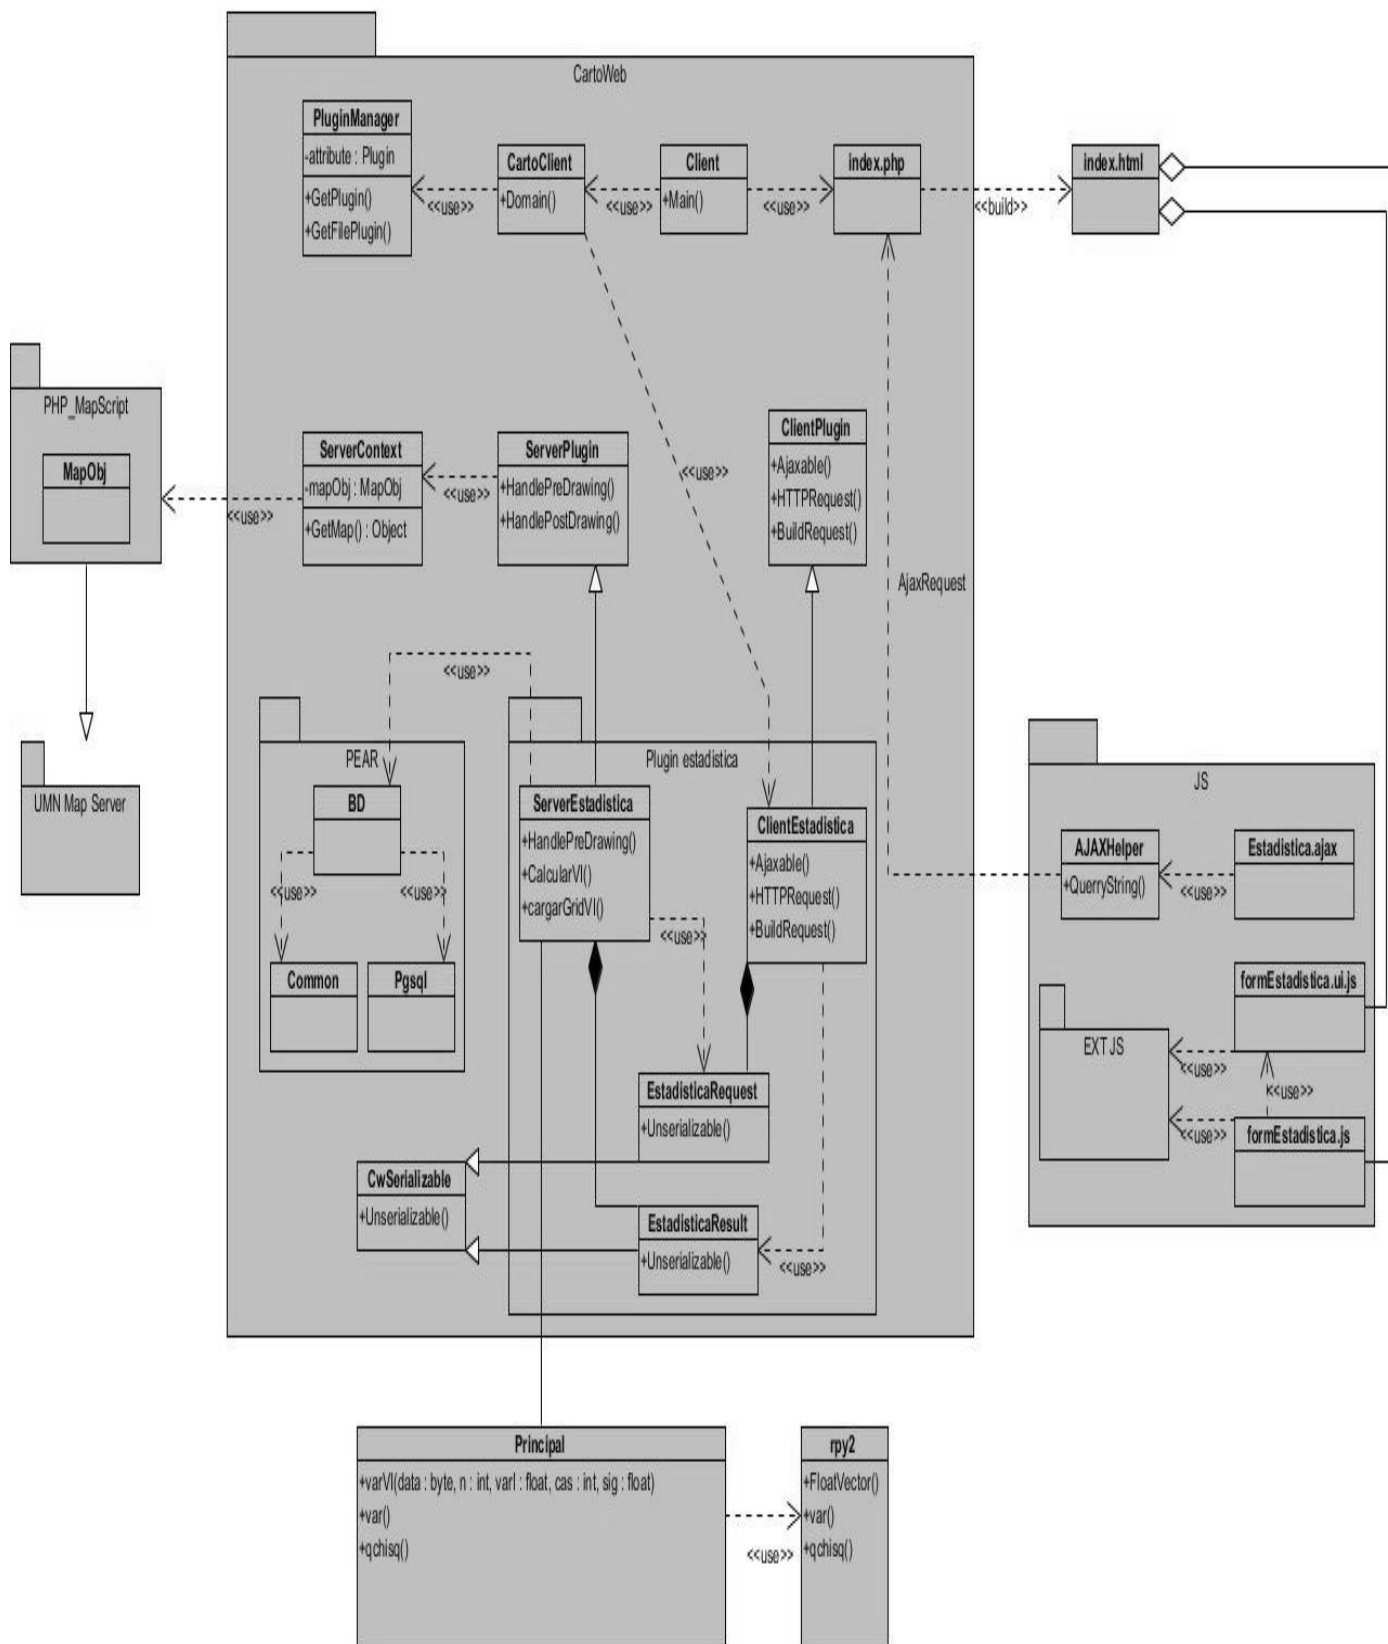 CartoWeb
PluginManager
-attribute : Plugin
+GetPlugin()
+GetFilePlugin()
<<use>>
CartoClient
+Domain()
<<use>>
Client
+Main()
<<use>>
index.php
<<build>>
index.html
PHP_MapScript
MapObj
<<use>>
ServerContext
-mapObj : MapObj
+GetMap() : Object
<<use>>
ServerPlugin
+HandlePreDrawing()
+HandlePostDrawing()
<<use>>
ClientPlugin
+Ajaxable()
+HTTPRequest()
+BuildRequest()
AjaxRequest
UMN Map Server
<<use>>
PEAR
BD
<<use>>
<<use>>
Common
Pgsql
Plugin estadistica
ServerEstadistica
+HandlePreDrawing()
+CalcularVI()
+cargarGridVI()
<<use>>
ClientEstadistica
+Ajaxable()
+HTTPRequest()
+BuildRequest()
EstadisticaRequest
+Unserializable()
CwSerializable
+Unserializable()
EstadisticaResult
+Unserializable()
<<use>>
JS
AJAXHelper
+QuerryString()
<<use>>
Estadistica.ajax
EXT JS
formEstadistica.ui.js
<<use>>
<<use>>
<<use>>
formEstadistica.js
Principal
+varVI(data : byte, n : int, varI : float, cas : int, sig : float)
+var()
+qchisq()
<<use>>
rpy2
+FloatVector()
+var()
+qchisq()